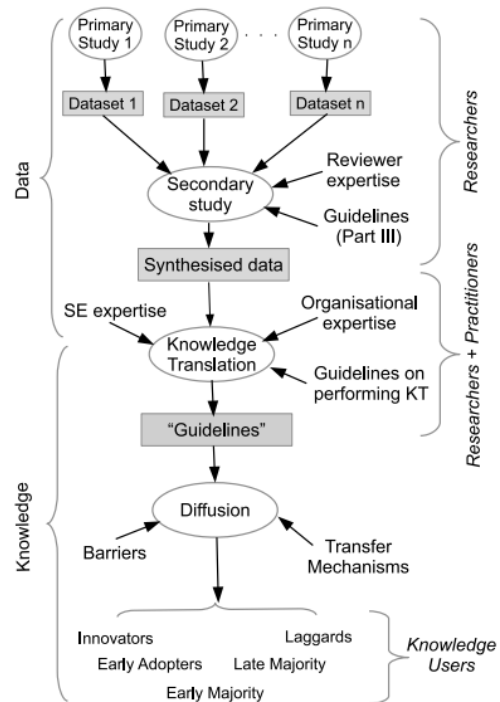 Primary
Study 1
Primary
Study 2
. . .
Primary
Study n
Dataset 1
Dataset 2
Dataset n
Researchers
Data
Secondary
study
Reviewer
expertise
Guidelines
(Part III)
Synthesised data
SE expertise
Organisational
expertise
Knowledge
Translation
Guidelines on
performing KT
Researchers + Practitioners
"Guidelines"
Knowledge
Diffusion
Barriers
Transfer
Mechanisms
Innovators
Laggards
Early Adopters
Late Majority
Early Majority
Knowledge
Users